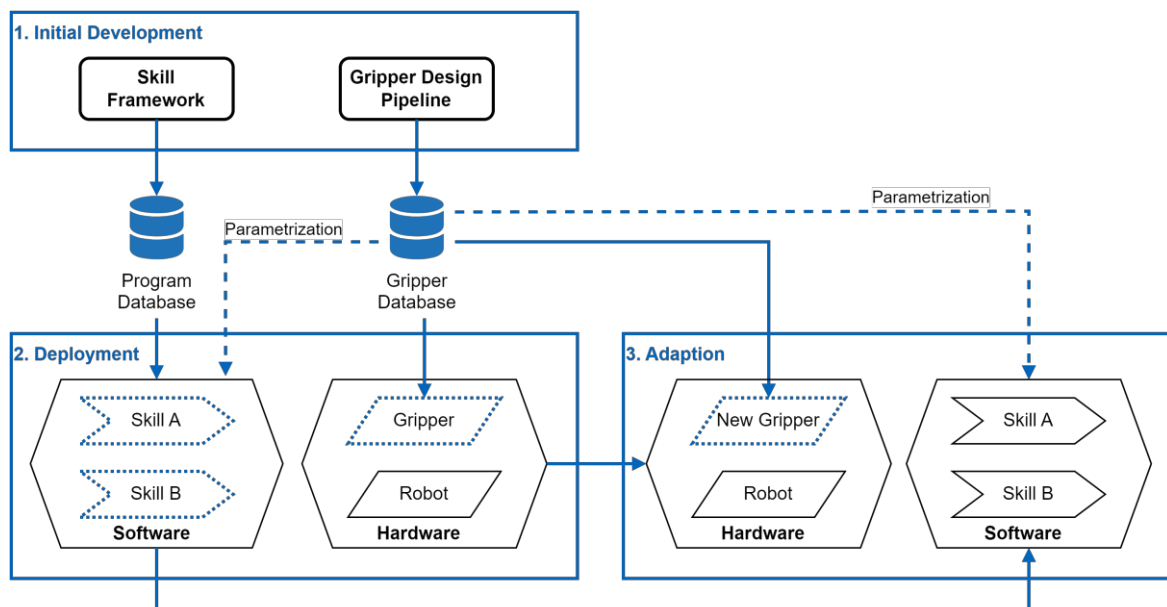 1. Initial Development
Skill
Framework
Gripper Design
Pipeline
Parametrization
Parametrization
Program
Database
Gripper
Database
2. Deployment
Skill A
Skill B
Software
Gripper
Robot
Hardware
3. Adaption
New Gripper
Robot
Hardware
Skill A
Skill B
Software